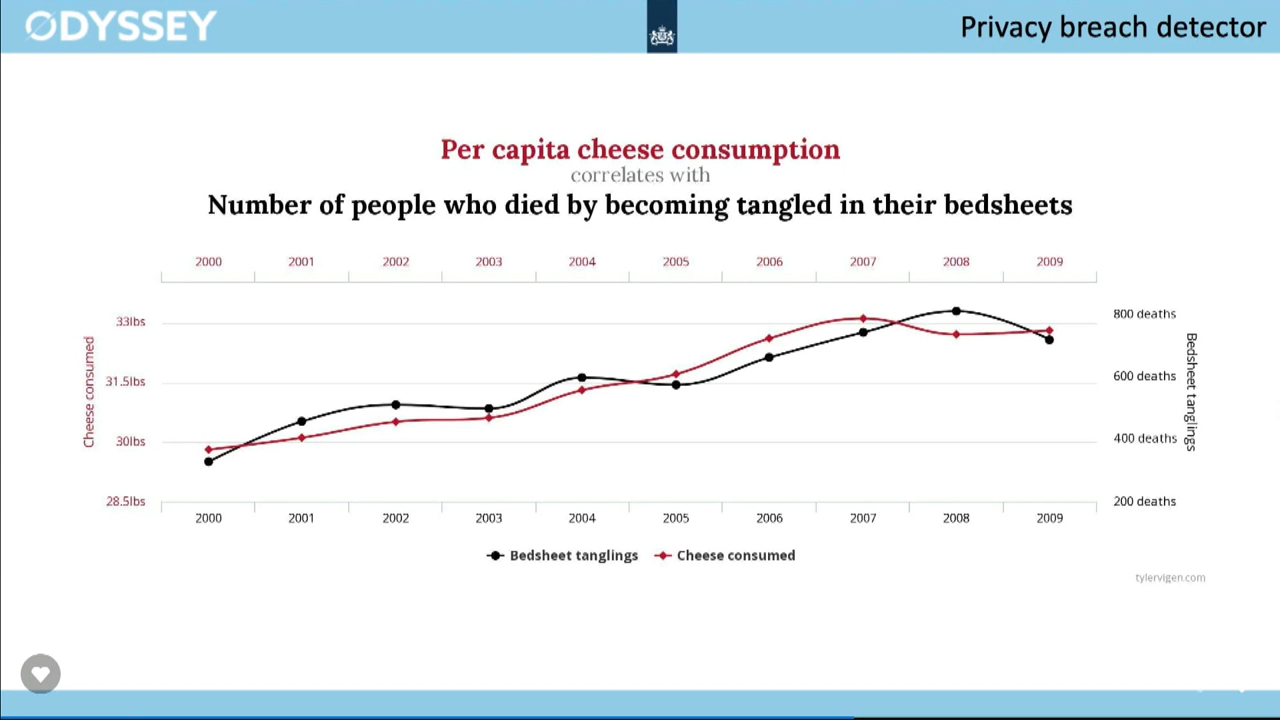 ØDYSSEY
Privacy breach detector
Per capita cheese consumption
correlates with
Number of people who died by becoming tangled in their bedsheets
2000 2001 2002 2003 2004 2005 2006 2007 2008 2009
33lbs
31.5lbs
30lbs
28.5lbs
Cheese consumed
800 deaths
600 deaths
400 deaths
200 deaths
Bedsheet tanglings
2000 2001 2002 2003 2004 2005 2006 2007 2008 2009
Bedsheet tanglings Cheese consumed
tylervigen.com